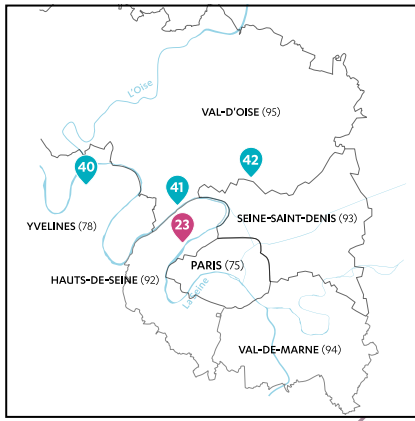 L'Oise
VAL-D'OISE (95)
42
40
41
23
SEINE-SAINT-DENIS (93)
YVELINES (78)
PARIS (75)
HAUTS-DE-SEINE (92)
La Seine
VAL-DE-MARNE (94)